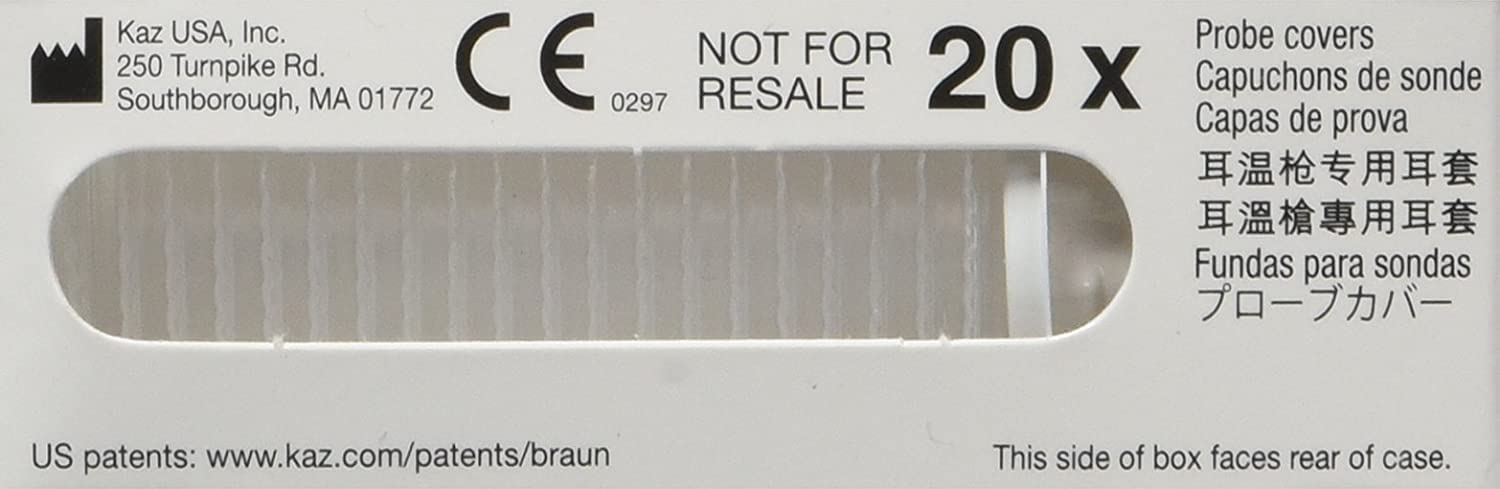 Kaz USA, Inc.
250 Turnpike Rd.
Southborough, MA 01772
CE 0297
NOT FOR
RESALE
20 x
Probe covers
Capuchons de sonde
Capas de prova
耳温枪专用耳套
耳溫槍專用耳套
Fundas para sondas
プローブカバー
US patents: www.kaz.com/patents/braun
This side of box faces rear of case.